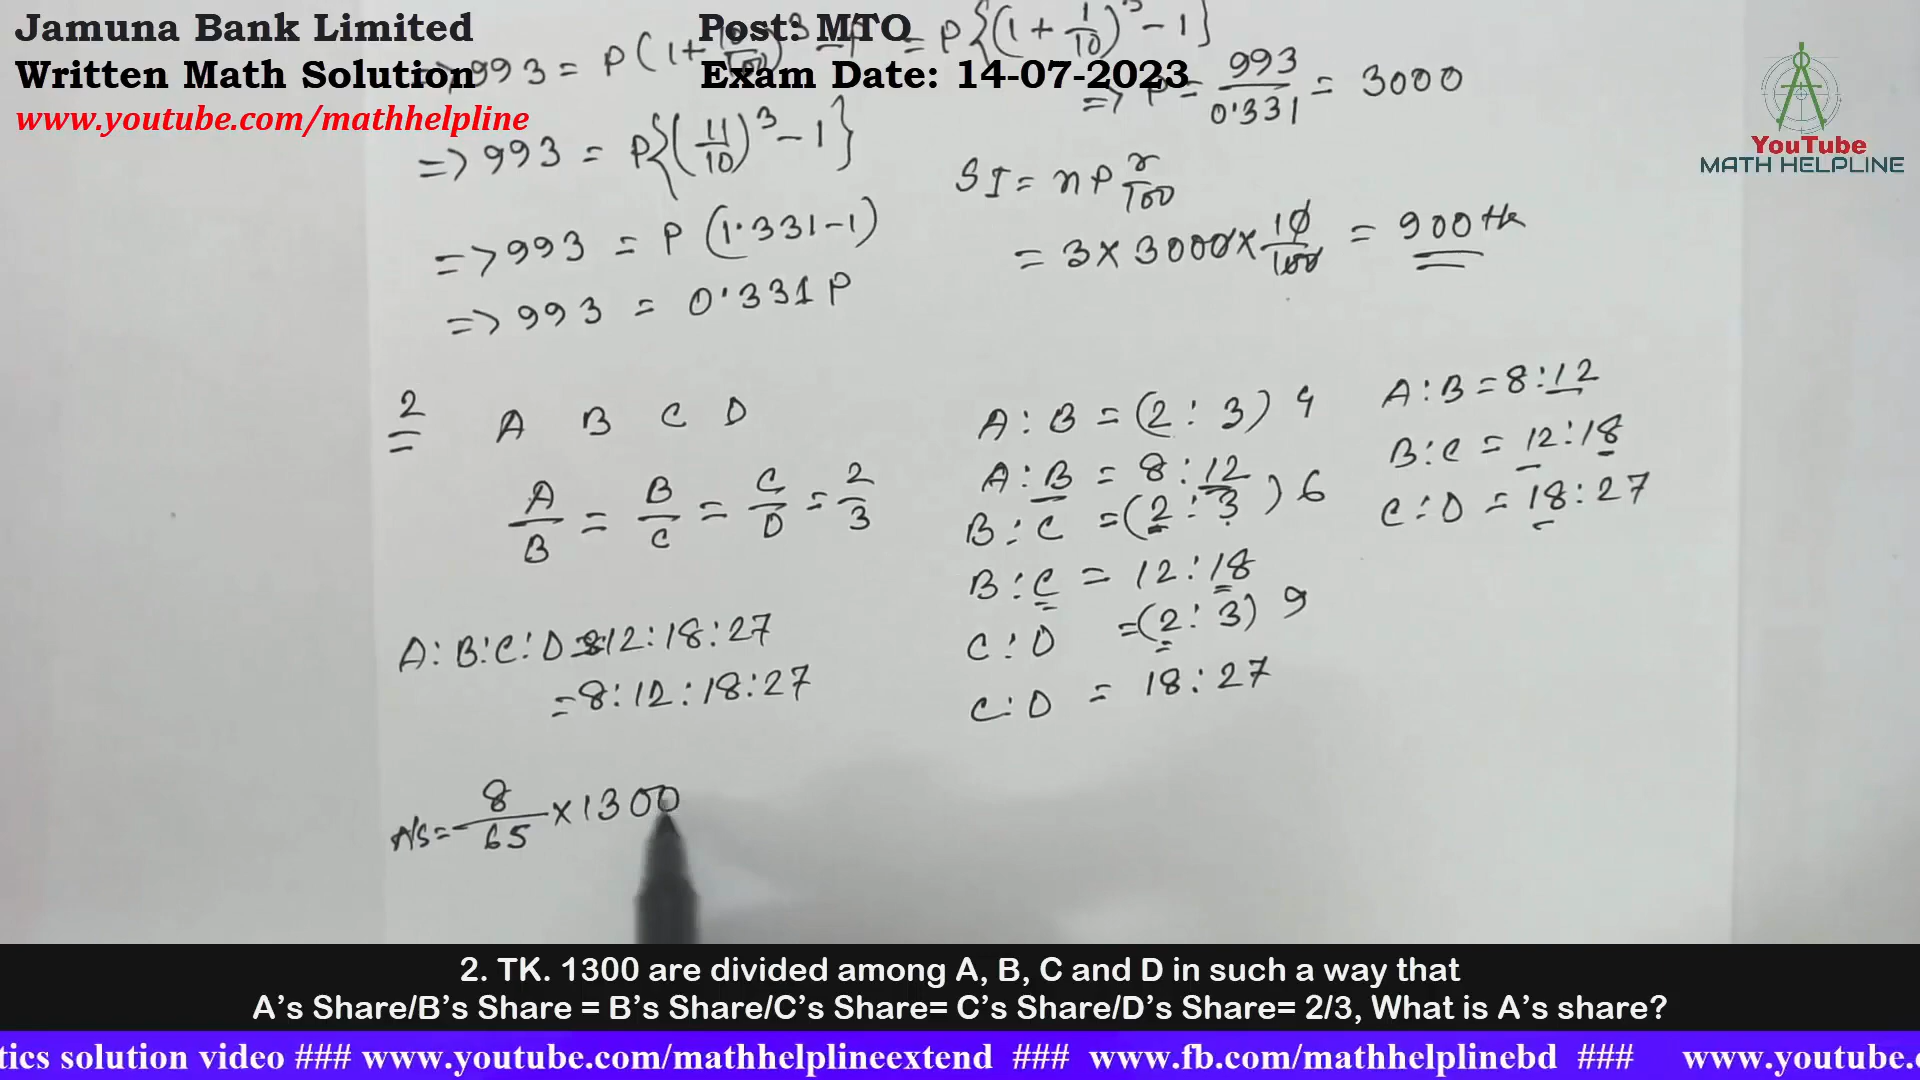 Jamuna Bank Limited
Post: MTO
Written Math Solution
Exam Date: 14-07-2023
www.youtube.com/mathhelpline
YouTube
MATH HELPLINE
= P{(1 + 1/10)³ - 1}
=> 993 = P(1 +
=> P = 993/0.331 = 3000
=> 993 = P{(11/10)³ - 1}
=> 993 = P (1.331-1)
=> 993 = 0.331P
SI = nP r/100
= 3 × 3000 × 10/100 = 900 tk
2
A B C D
A/B = B/C = C/D = 2/3
A:B:C:D = 8:12:18:27
= 8:12:18:27
A:B = (2:3) 4
A:B = 8:12
B:C = (2:3) 6
B:C = 12:18
C:D = (2:3) 9
C:D = 18:27
A:B = 8:12
B:C = 12:18
C:D = 18:27
A's = 8/65 × 1300
2. TK. 1300 are divided among A, B, C and D in such a way that
A’s Share/B’s Share = B’s Share/C’s Share= C’s Share/D’s Share= 2/3, What is A’s share?
tics solution video ### www.youtube.com/mathhelplineextend ### www.fb.com/mathhelplinebd ### www.youtube.c